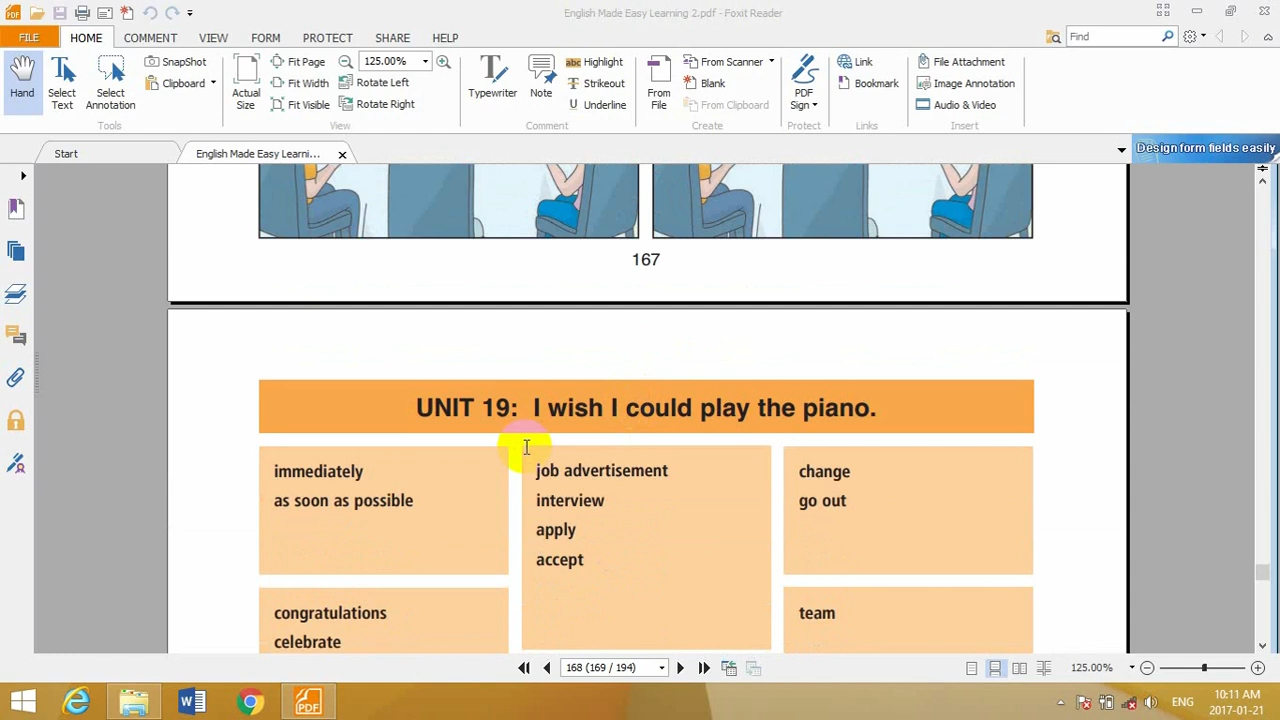 English Made Easy Learning 2.pdf - Foxit Reader
FILE HOME COMMENT VIEW FORM PROTECT SHARE HELP
Find
Hand
Select Text
Select Annotation
SnapShot
Clipboard
Tools
Actual Size
Fit Page
Fit Width
Fit Visible
125.00%
Rotate Left
Rotate Right
View
Typewriter
Note
Highlight
Strikeout
Underline
Comment
From File
From Scanner
Blank
From Clipboard
Create
PDF Sign
Protect
Link
Bookmark
Links
File Attachment
Image Annotation
Audio & Video
Insert
Start
English Made Easy Learni...
Design form fields easily
167
UNIT 19: I wish I could play the piano.
immediately
as soon as possible
job advertisement
interview
apply
accept
change
go out
congratulations
celebrate
team
168 (169 / 194)
125.00%
ENG
10:11 AM
2017-01-21